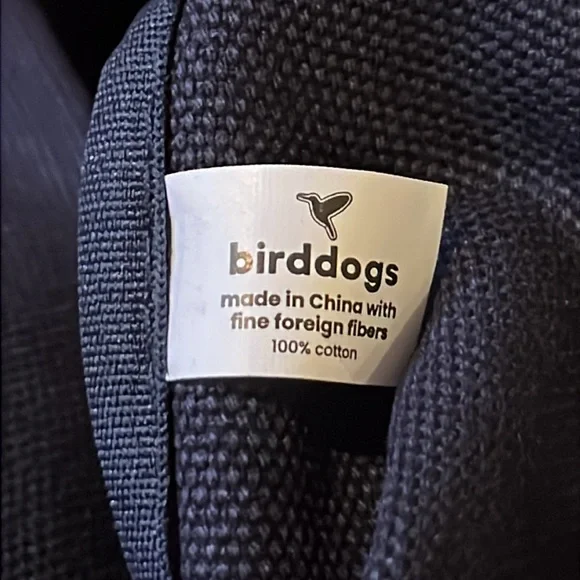 birddogs
made in China with
fine foreign fibers
100% cotton